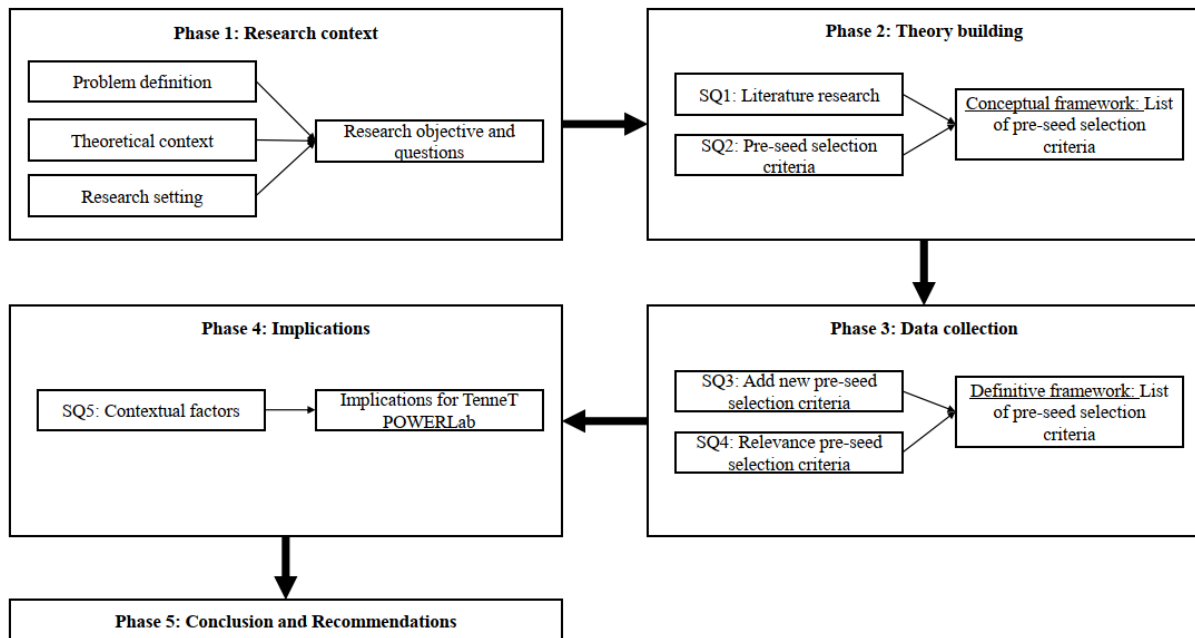 Phase 1: Research context
Problem definition
Theoretical context
Research setting
Research objective and
questions
Phase 2: Theory building
SQ1: Literature research
SQ2: Pre-seed selection
criteria
Conceptual framework: List
of pre-seed selection
criteria
Phase 3: Data collection
SQ3: Add new pre-seed
selection criteria
SQ4: Relevance pre-seed
selection criteria
Definitive framework: List
of pre-seed selection
criteria
Phase 4: Implications
SQ5: Contextual factors
Implications for TenneT
POWERLab
Phase 5: Conclusion and Recommendations